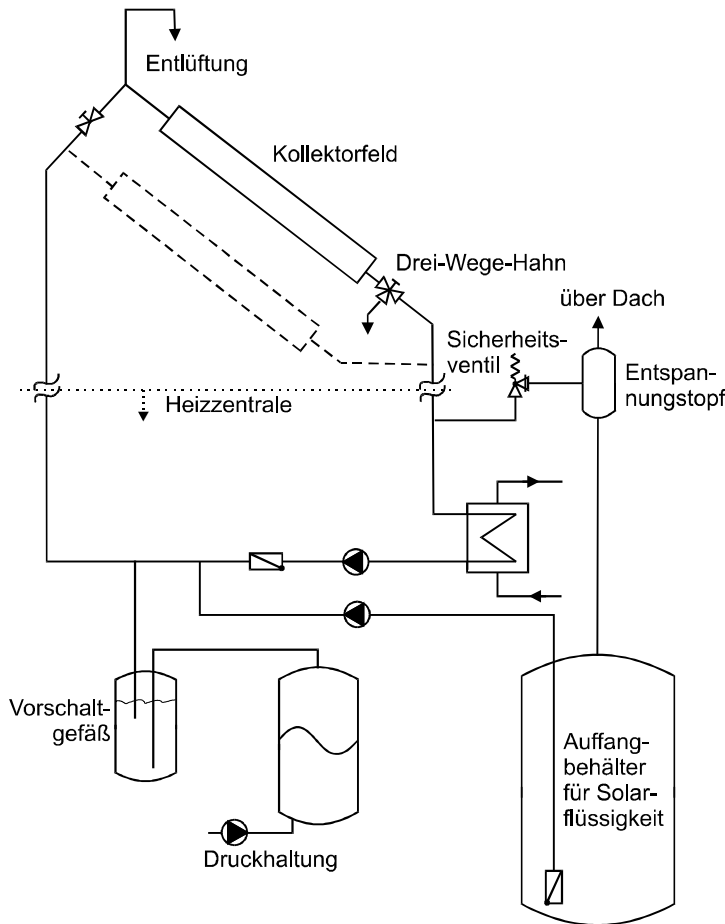 Entlüftung
Kollektorfeld
Drei-Wege-Hahn
über Dach
Sicherheits-
ventil
Entspan-
nungstopf
Heizzentrale
Vorschalt-
gefäß
Auffang-
behälter
für Solar-
flüssigkeit
Druckhaltung